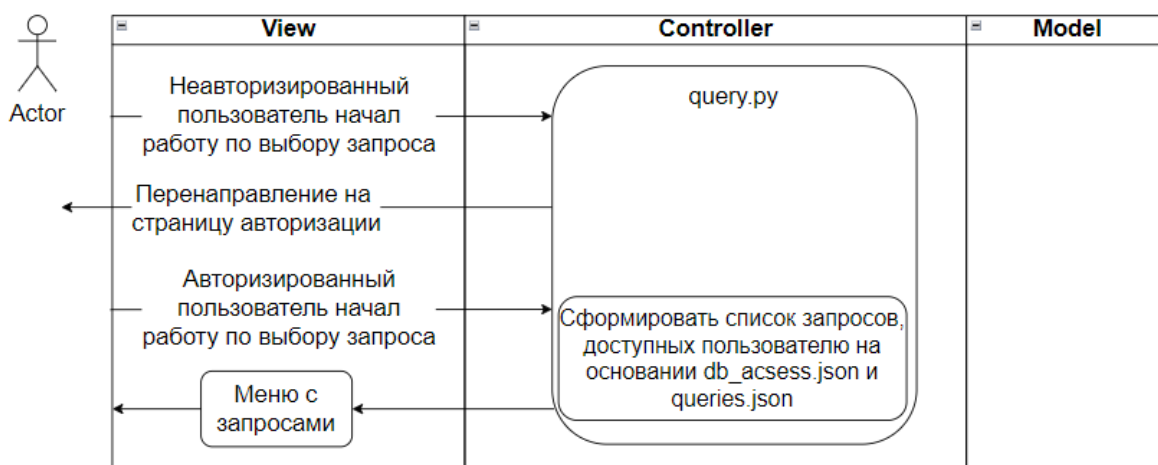 View
Controller
Model
Actor
Неавторизированный
пользователь начал
работу по выбору запроса
query.py
Перенаправление на
страницу авторизации
Авторизированный
пользователь начал
работу по выбору запроса
Сформировать список запросов,
доступных пользователю на
основании db_acsess.json и
queries.json
Меню с
запросами